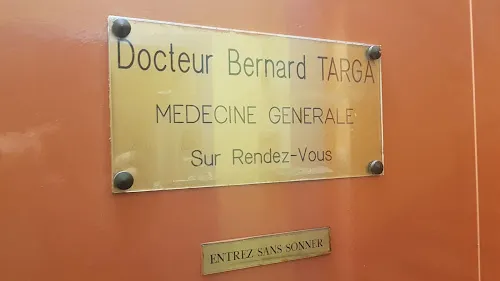 Docteur Bernard TARGA
MEDECINE GENERALE
Sur Rendez-Vous
ENTREZ SANS SONNER